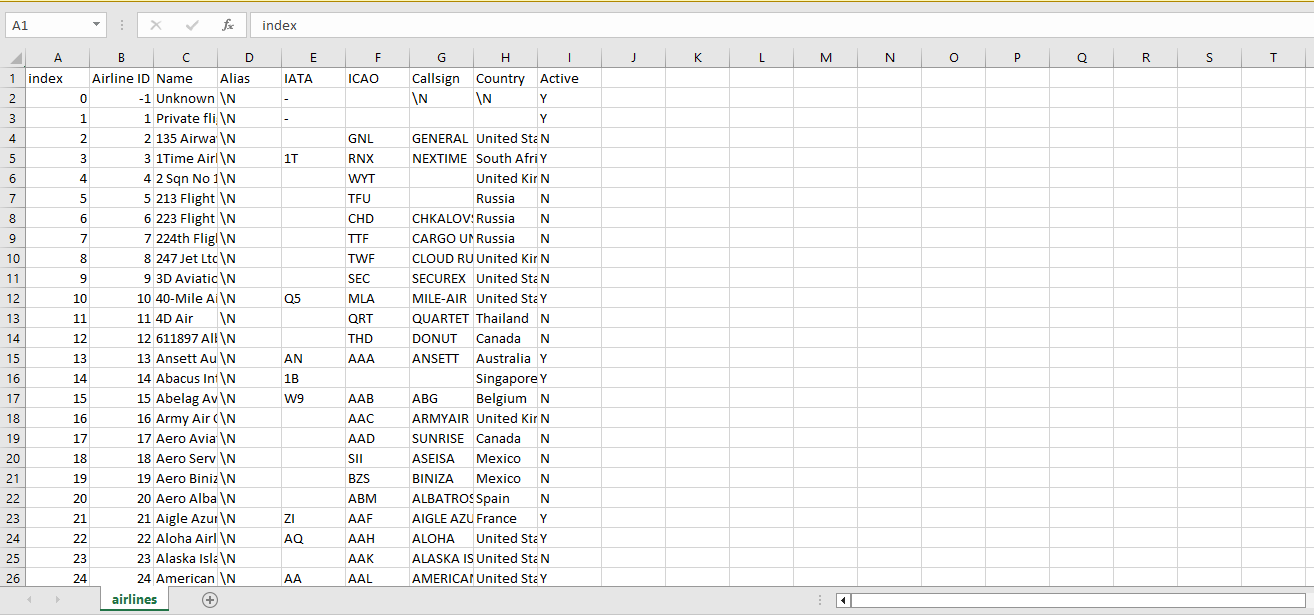 A1 fx index
A B C D E F G H I J K L M N O P Q R S T
1 index Airline ID Name Alias IATA ICAO Callsign Country Active
2 0 -1 Unknown \N - \N \N Y
3 1 1 Private fli \N - Y
4 2 2 135 Airwa \N GNL GENERAL United Sta N
5 3 3 1Time Airl \N 1T RNX NEXTIME South Afri Y
6 4 4 2 Sqn No 1 \N WYT United Kin N
7 5 5 213 Flight \N TFU Russia N
8 6 6 223 Flight \N CHD CHKALOVS Russia N
9 7 7 224th Flig \N TTF CARGO UN Russia N
10 8 8 247 Jet Ltd \N TWF CLOUD RU United Kin N
11 9 9 3D Aviatio \N SEC SECUREX United Sta N
12 10 10 40-Mile Ai \N Q5 MLA MILE-AIR United Sta Y
13 11 11 4D Air \N QRT QUARTET Thailand N
14 12 12 611897 Alb \N THD DONUT Canada N
15 13 13 Ansett Au \N AN AAA ANSETT Australia Y
16 14 14 Abacus Int \N 1B Singapore Y
17 15 15 Abelag Av \N W9 AAB ABG Belgium N
18 16 16 Army Air C \N AAC ARMYAIR United Kin N
19 17 17 Aero Avia \N AAD SUNRISE Canada N
20 18 18 Aero Serv \N SII ASEISA Mexico N
21 19 19 Aero Biniz \N BZS BINIZA Mexico N
22 20 20 Aero Alba \N ABM ALBATROS Spain N
23 21 21 Aigle Azur \N ZI AAF AIGLE AZU France Y
24 22 22 Aloha Airl \N AQ AAH ALOHA United Sta Y
25 23 23 Alaska Isla \N AAK ALASKA IS United Sta N
26 24 24 American \N AA AAL AMERICAN United Sta Y
airlines